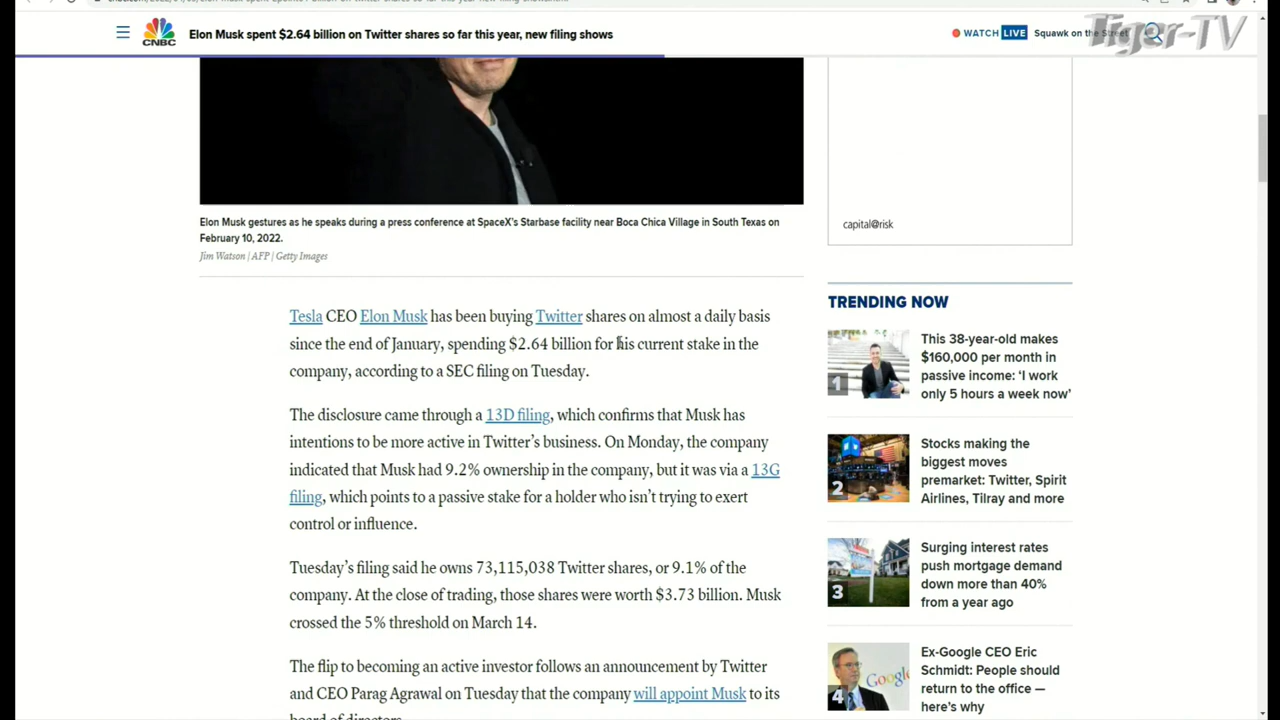 CNBC
Elon Musk spent $2.64 billion on Twitter shares so far this year, new filing shows
WATCH LIVE Squawk on the Street
Tiger-TV
Elon Musk gestures as he speaks during a press conference at SpaceX's Starbase facility near Boca Chica Village in South Texas on
February 10, 2022.
Jim Watson | AFP | Getty Images
Tesla CEO Elon Musk has been buying Twitter shares on almost a daily basis
since the end of January, spending $2.64 billion for his current stake in the
company, according to a SEC filing on Tuesday.
The disclosure came through a 13D filing, which confirms that Musk has
intentions to be more active in Twitter's business. On Monday, the company
indicated that Musk had 9.2% ownership in the company, but it was via a 13G
filing, which points to a passive stake for a holder who isn't trying to exert
control or influence.
Tuesday's filing said he owns 73,115,038 Twitter shares, or 9.1% of the
company. At the close of trading, those shares were worth $3.73 billion. Musk
crossed the 5% threshold on March 14.
The flip to becoming an active investor follows an announcement by Twitter
and CEO Parag Agrawal on Tuesday that the company will appoint Musk to its
board of directors
capital@risk
TRENDING NOW
1
This 38-year-old makes
$160,000 per month in
passive income: 'I work
only 5 hours a week now'
2
Stocks making the
biggest moves
premarket: Twitter, Spirit
Airlines, Tilray and more
3
Surging interest rates
push mortgage demand
down more than 40%
from a year ago
4
Google
Ex-Google CEO Eric
Schmidt: People should
return to the office —
here's why